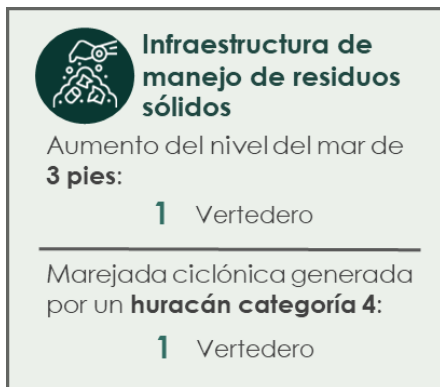 Infraestructura de
manejo de residuos
sólidos
Aumento del nivel del mar de
3 pies:
1 Vertedero
Marejada ciclónica generada
por un huracán categoría 4:
1 Vertedero